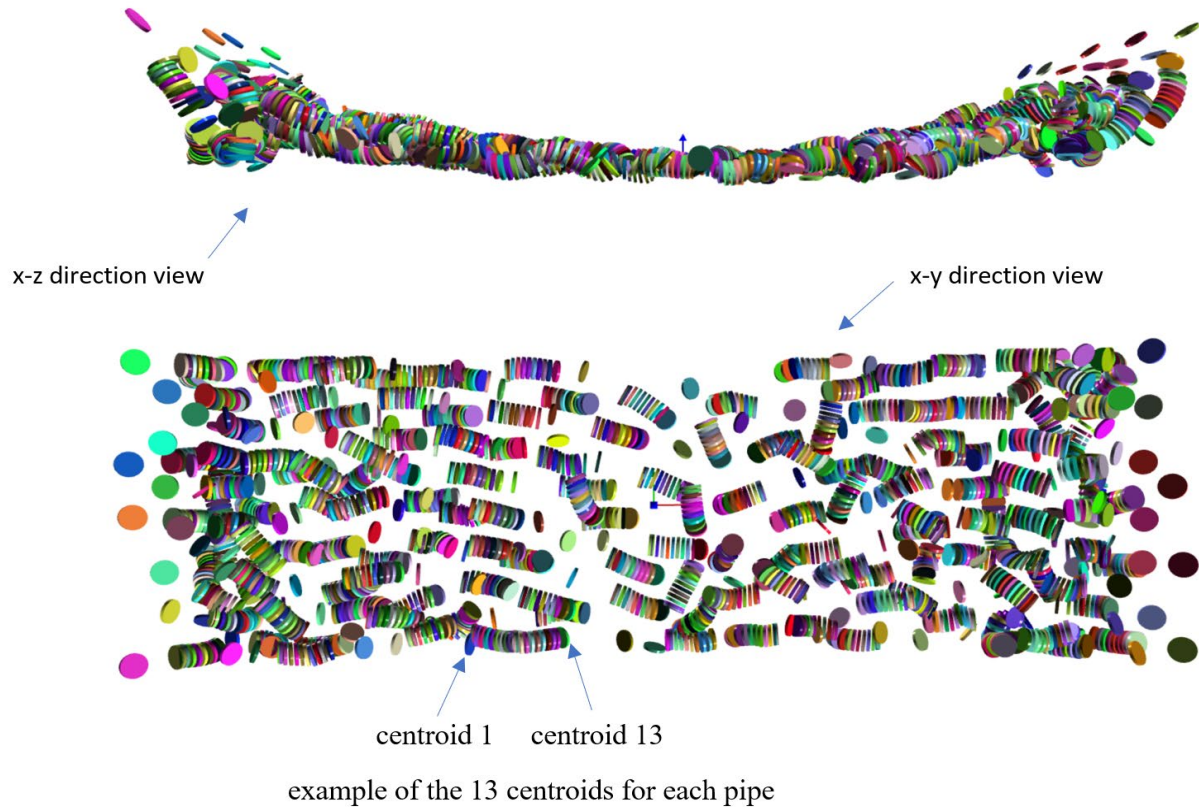 x-z direction view
x-y direction view
centroid 1
centroid 13
example of the 13 centroids for each pipe